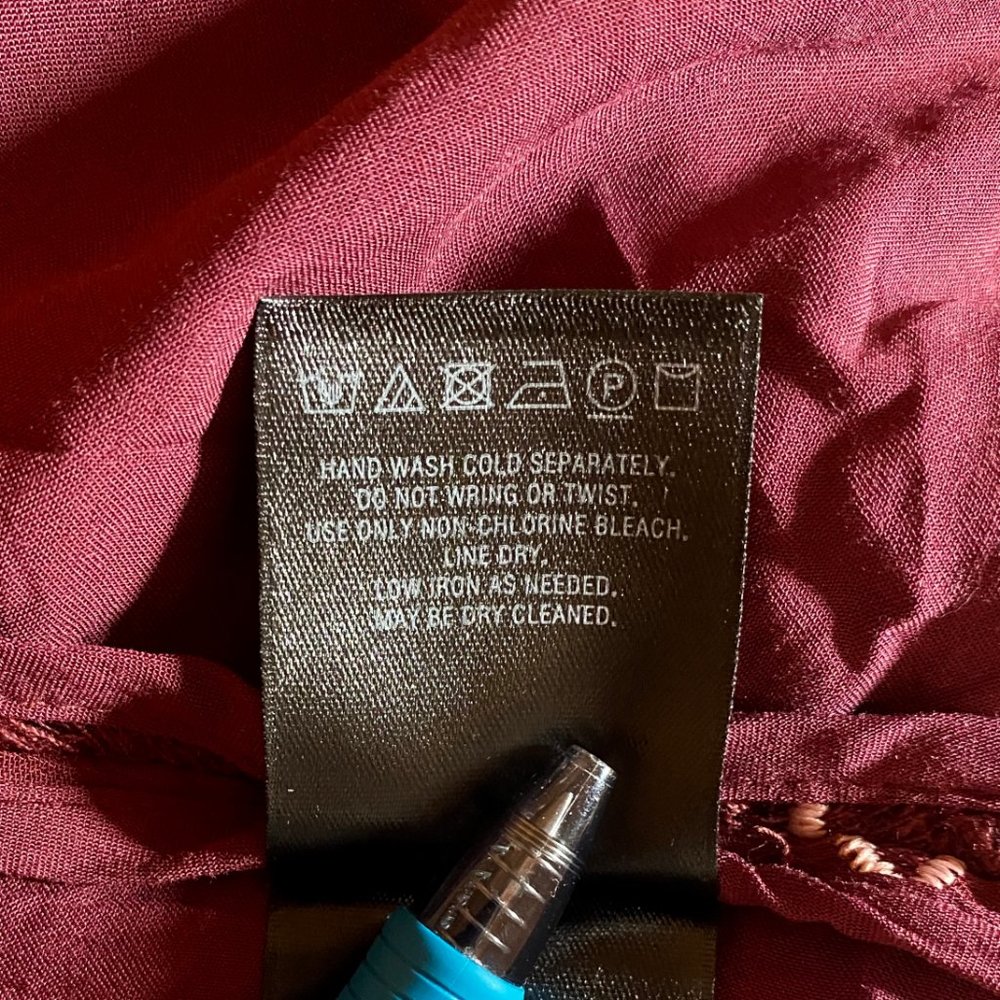 P
HAND WASH COLD SEPARATELY.
DO NOT WRING OR TWIST.
USE ONLY NON-CHLORINE BLEACH.
LINE DRY.
LOW IRON AS NEEDED.
MAY BE DRY CLEANED.